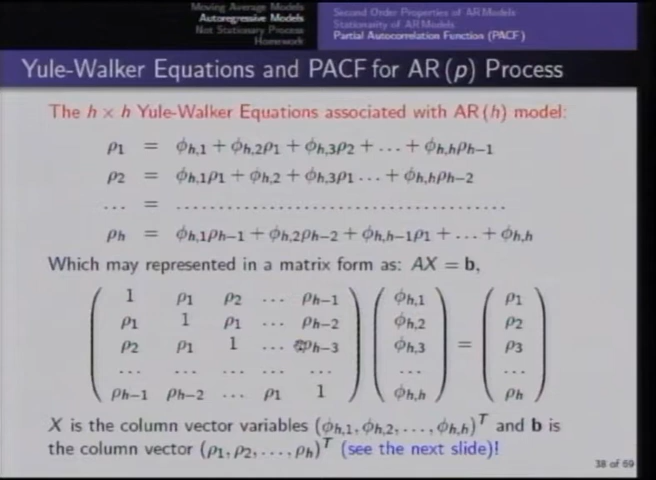 Moving Average Models
Autoregressive Models
Not Stationary Process
Homework
Second Order Properties of AR Models
Stationarity of AR Models
Partial Autocorrelation Function (PACF)
Yule-Walker Equations and PACF for AR(p) Process
The h × h Yule-Walker Equations associated with AR(h) model:
ρ₁ = ϕₕ,₁ + ϕₕ,₂ρ₁ + ϕₕ,₃ρ₂ + ... + ϕₕ,ₕρₕ₋₁
ρ₂ = ϕₕ,₁ρ₁ + ϕₕ,₂ + ϕₕ,₃ρ₁ ... + ϕₕ,ₕρₕ₋₂
... = .......................................
ρₕ = ϕₕ,₁ρₕ₋₁ + ϕₕ,₂ρₕ₋₂ + ϕₕ,ₕ₋₁ρ₁ + ... + ϕₕ,ₕ
Which may represented in a matrix form as: AX = b,
1 ρ₁ ρ₂ ... ρₕ₋₁ ϕₕ,₁ ρ₁
ρ₁ 1 ρ₁ ... ρₕ₋₂ ϕₕ,₂ ρ₂
ρ₂ ρ₁ 1 ... ρₕ₋₃ ϕₕ,₃ = ρ₃
... ... ... ... ... ... ...
ρₕ₋₁ ρₕ₋₂ ... ρ₁ 1 ϕₕ,ₕ ρₕ
X is the column vector variables (ϕₕ,₁, ϕₕ,₂, ..., ϕₕ,ₕ)ᵀ and b is
the column vector (ρ₁, ρ₂, ..., ρₕ)ᵀ (see the next slide)!
38 of 69